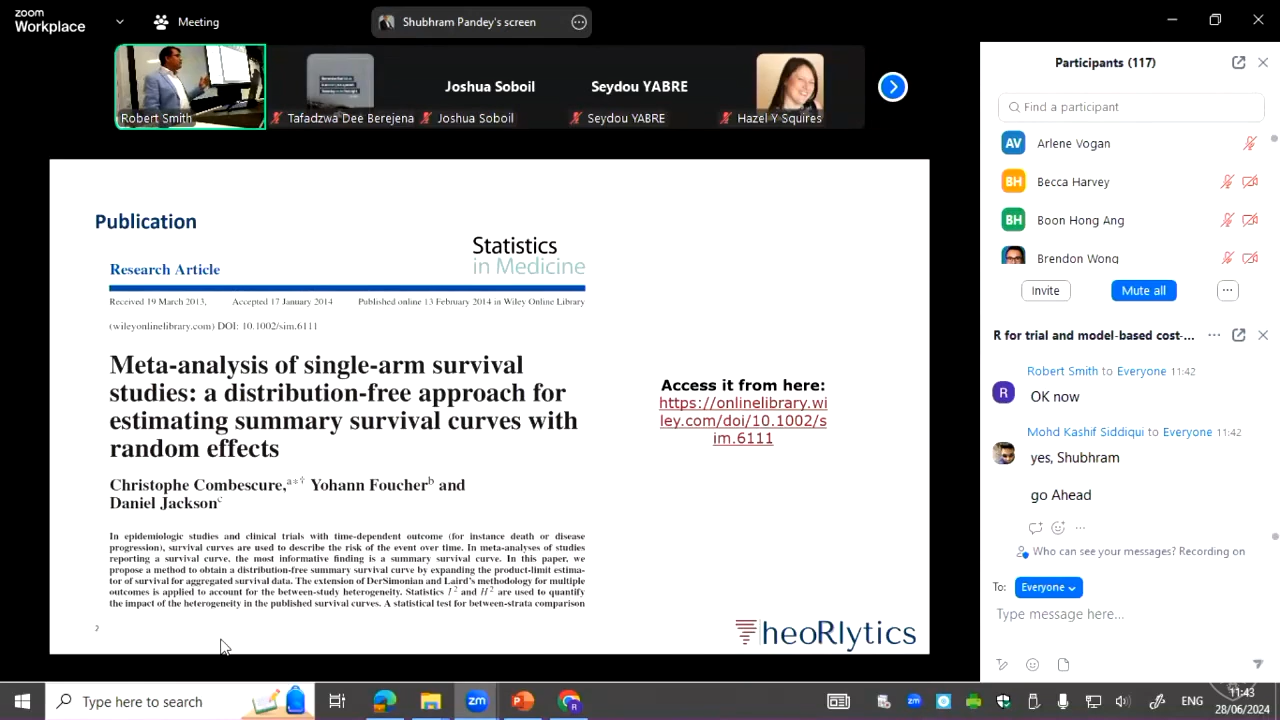 zoom
Workplace
Meeting
Shubhram Pandey's screen
Robert Smith
Tafadzwa Dee Berejena
Joshua Soboil
Joshua Soboil
Seydou YABRE
Seydou YABRE
Hazel Y Squires
Publication
Statistics
in Medicine
Research Article
Received 19 March 2013, Accepted 17 January 2014 Published online 13 February 2014 in Wiley Online Library
(wileyonlinelibrary.com) DOI: 10.1002/sim.6111
Meta-analysis of single-arm survival
studies: a distribution-free approach for
estimating summary survival curves with
random effects
Christophe Combescure,a*† Yohann Foucherb and
Daniel Jacksonc
In epidemiologic studies and clinical trials with time-dependent outcome (for instance death or disease
progression), survival curves are used to describe the risk of the event over time. In meta-analyses of studies
reporting a survival curve, the most informative finding is a summary survival curve. In this paper, we
propose a method to obtain a distribution-free summary survival curve by expanding the product-limit estima-
tor of survival for aggregated survival data. The extension of DerSimonian and Laird's methodology for multiple
outcomes is applied to account for the between-study heterogeneity. Statistics I² and H² are used to quantify
the impact of the heterogeneity in the published survival curves. A statistical test for between-strata comparison
Access it from here:
https://onlinelibrary.wi
ley.com/doi/10.1002/s
im.6111
2
heoRlytics
Participants (117)
Find a participant
AV Arlene Vogan
BH Becca Harvey
BH Boon Hong Ang
Brendon Wong
Invite
Mute all
R for trial and model-based cost-...
Robert Smith to Everyone 11:42
R OK now
Mohd Kashif Siddiqui to Everyone 11:42
yes, Shubhram
go Ahead
Who can see your messages? Recording on
To: Everyone
Type message here...
Type here to search
zm
P
R
zm
ENG
11:43
28/06/2024